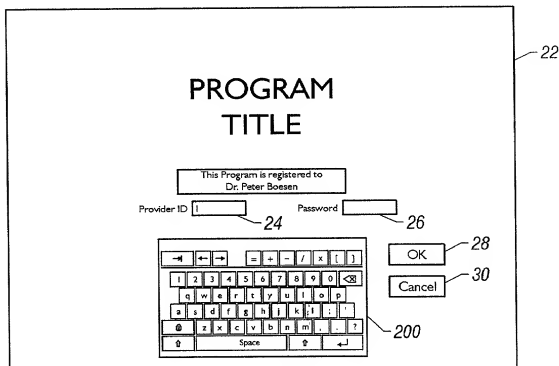 22
PROGRAM
TITLE
This Program is registered to
Dr. Peter Boesen
Provider ID 1 Password
24 26
= + - / x [ ]
OK 28
1 2 3 4 5 6 7 8 9 0
Cancel 30
q w e r t y u i o p
a s d f g h j k l ; '
z x c v b n m , . ?
Space
200